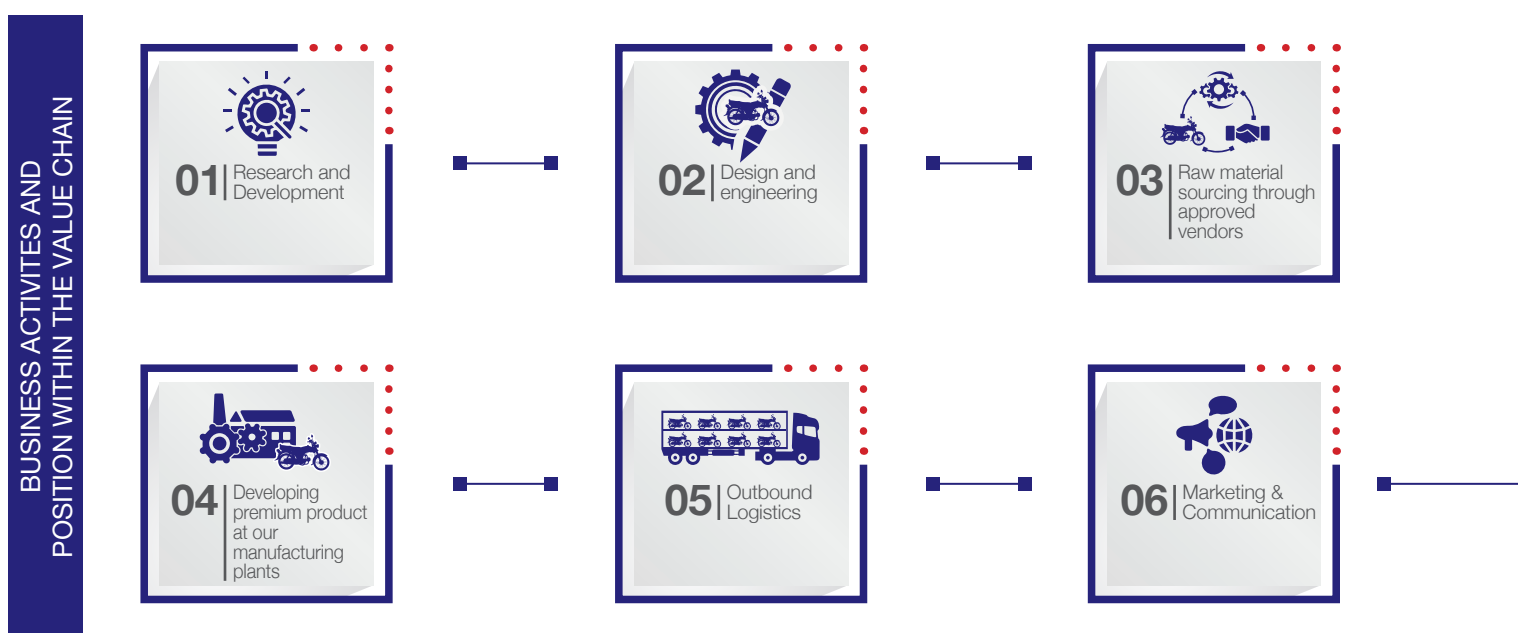 BUSINESS ACTIVITES AND
POSITION WITHIN THE VALUE CHAIN
01
Research and
Development
02
Design and
engineering
03
Raw material
sourcing through
approved
vendors
04
Developing
premium product
at our
manufacturing
plants
05
Outbound
Logistics
06
Marketing &
Communication